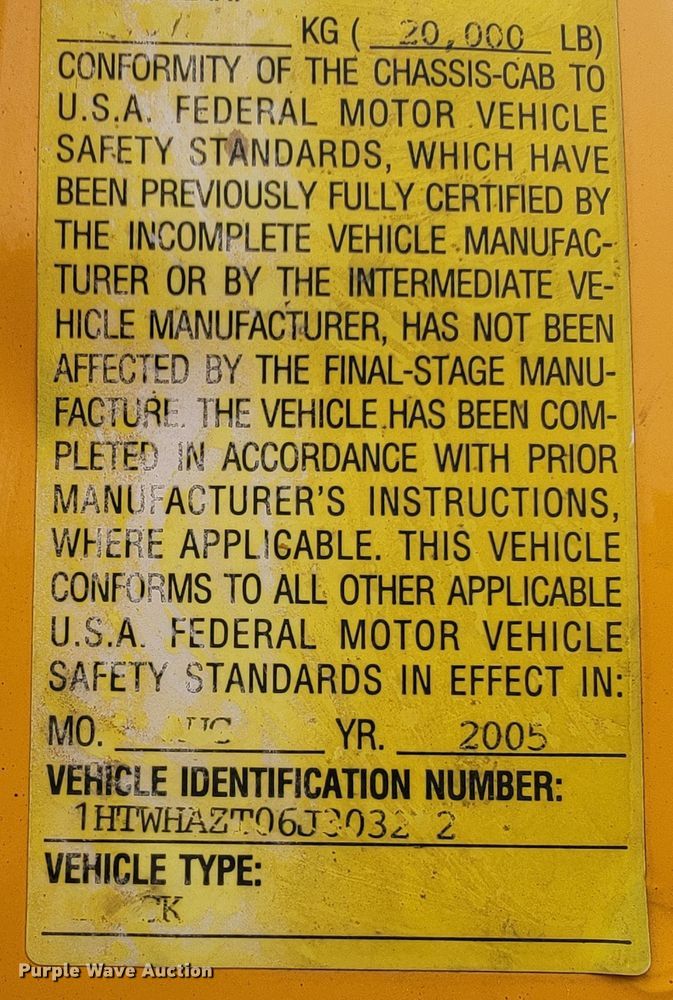 KG ( 20,000 LB)
CONFORMITY OF THE CHASSIS-CAB TO
U.S.A. FEDERAL MOTOR VEHICLE
SAFETY STANDARDS, WHICH HAVE
BEEN PREVIOUSLY FULLY CERTIFIED BY
THE INCOMPLETE VEHICLE MANUFAC-
TURER OR BY THE INTERMEDIATE VE-
HICLE MANUFACTURER, HAS NOT BEEN
AFFECTED BY THE FINAL-STAGE MANU-
FACTURE. THE VEHICLE HAS BEEN COM-
PLETED IN ACCORDANCE WITH PRIOR
MANUFACTURER'S INSTRUCTIONS,
WHERE APPLICABLE. THIS VEHICLE
CONFORMS TO ALL OTHER APPLICABLE
U.S.A. FEDERAL MOTOR VEHICLE
SAFETY STANDARDS IN EFFECT IN:
MO. YR. 2005
VEHICLE IDENTIFICATION NUMBER:
VEHICLE TYPE:
Purple Wave Auction